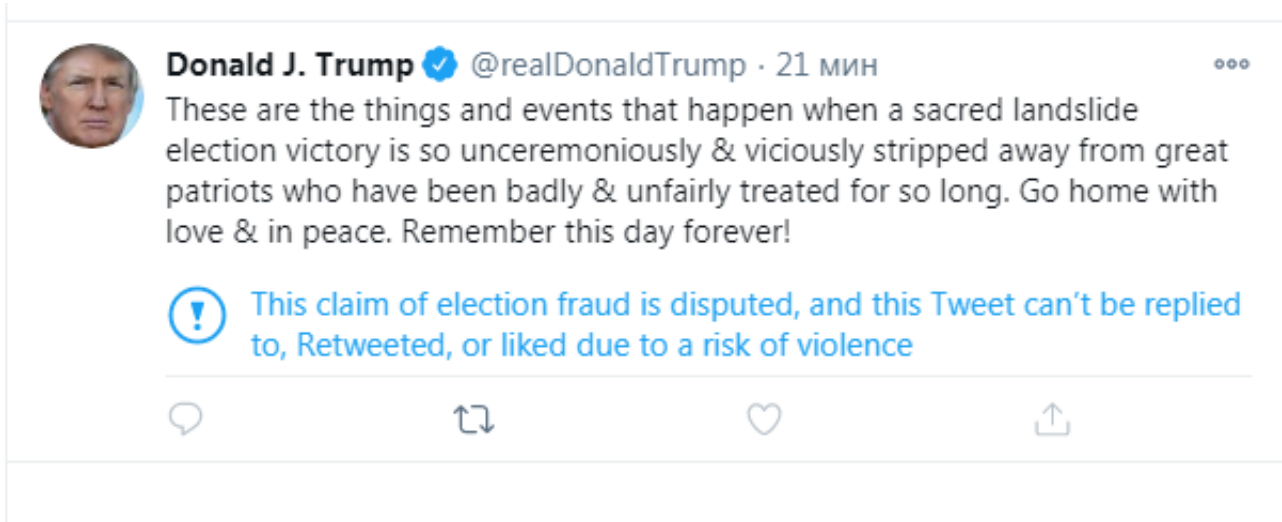 Donald J. Trump @realDonaldTrump · 21 мин
These are the things and events that happen when a sacred landslide
election victory is so unceremoniously & viciously stripped away from great
patriots who have been badly & unfairly treated for so long. Go home with
love & in peace. Remember this day forever!
This claim of election fraud is disputed, and this Tweet can't be replied
to, Retweeted, or liked due to a risk of violence